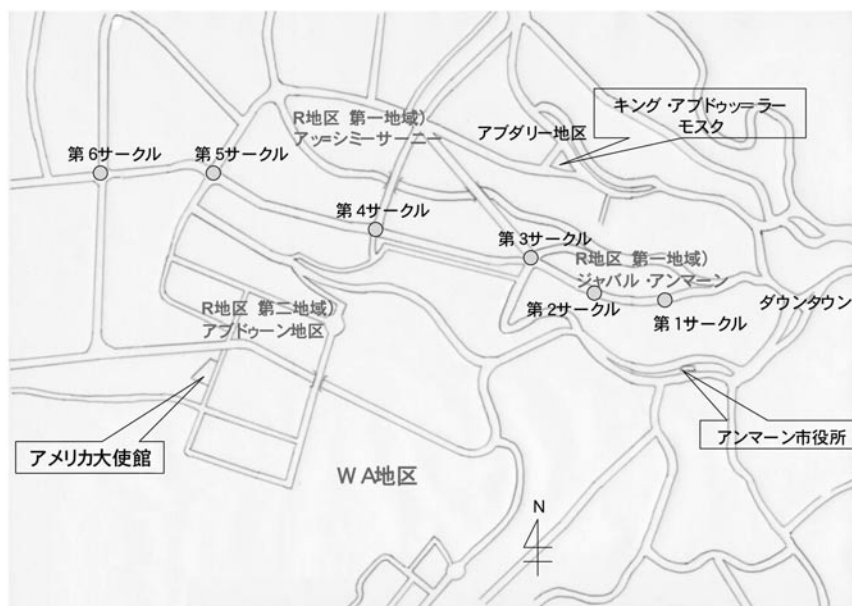 キング・アブドゥッーラー
モスク
R地区 第一地域)
アッ=シミーサーニー
アブダリー地区
第6サークル
第5サークル
第4サークル
第3サークル
R地区 第一地域)
ジャバル・アンマーン
第2サークル
第1サークル
ダウンタウン
R地区 第二地域)
アブドゥーン地区
アメリカ大使館
アンマーン市役所
WA地区
N